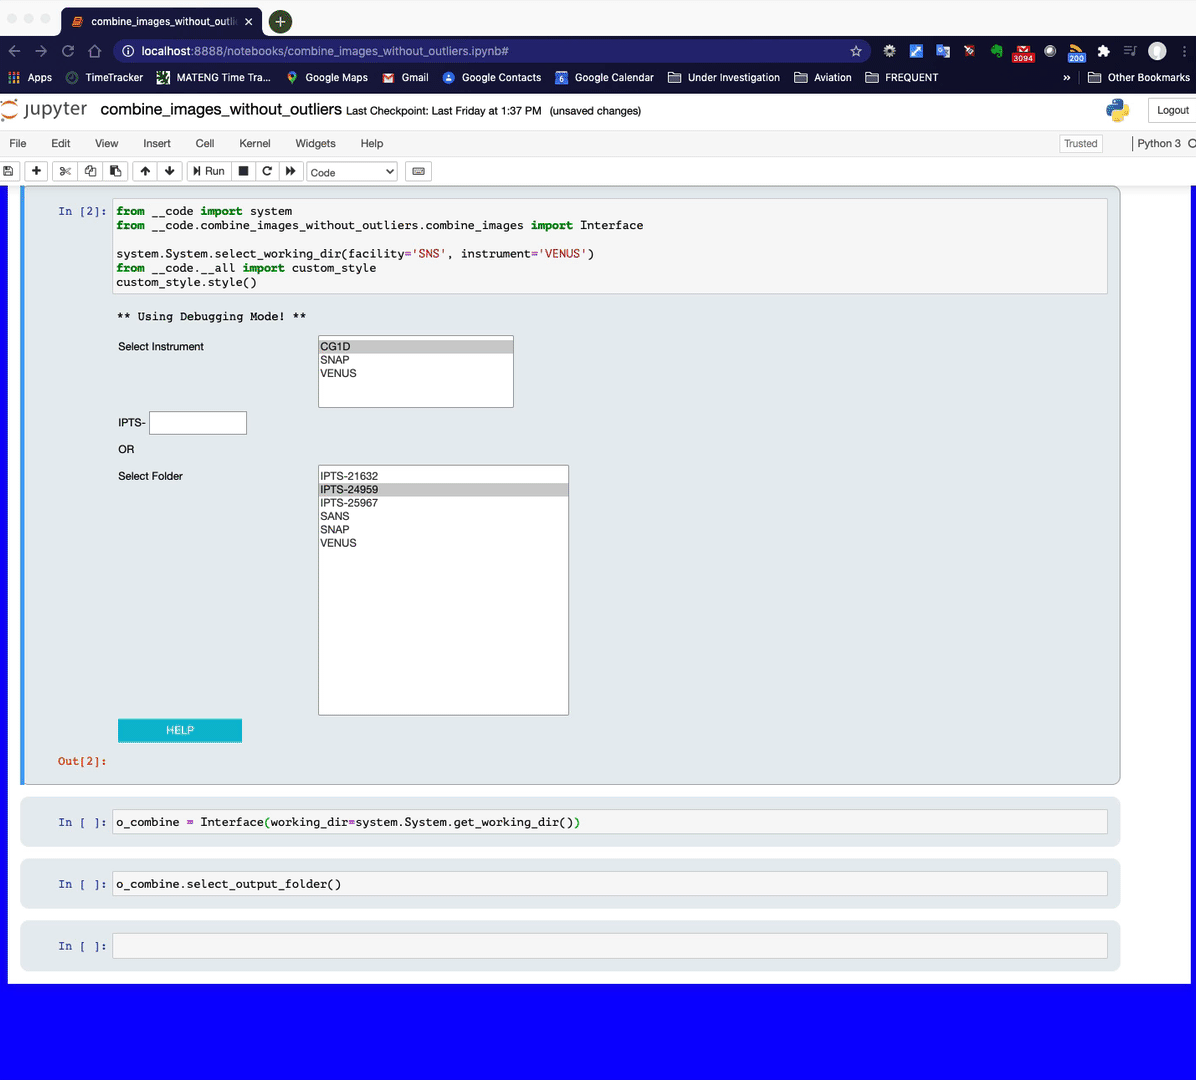 combine_images_without_outli
localhost:8888/notebooks/combine_images_without_outliers.ipynb#
3094
200
Apps TimeTracker MATENG Time Tra... Google Maps Gmail Google Contacts 6 Google Calendar Under Investigation Aviation FREQUENT » Other Bookmarks
jupyter combine_images_without_outliers Last Checkpoint: Last Friday at 1:37 PM (unsaved changes) Logout
File Edit View Insert Cell Kernel Widgets Help Trusted Python 3
Run Code
In [2]: from __code import system
from __code.combine_images_without_outliers.combine_images import Interface
system.System.select_working_dir(facility='SNS', instrument='VENUS')
from __code.__all import custom_style
custom_style.style()
** Using Debugging Mode! **
Select Instrument
CG1D
SNAP
VENUS
IPTS-
OR
Select Folder
IPTS-21632
IPTS-24959
IPTS-25967
SANS
SNAP
VENUS
HELP
Out[2]:
In [ ]: o_combine = Interface(working_dir=system.System.get_working_dir())
In [ ]: o_combine.select_output_folder()
In [ ]: